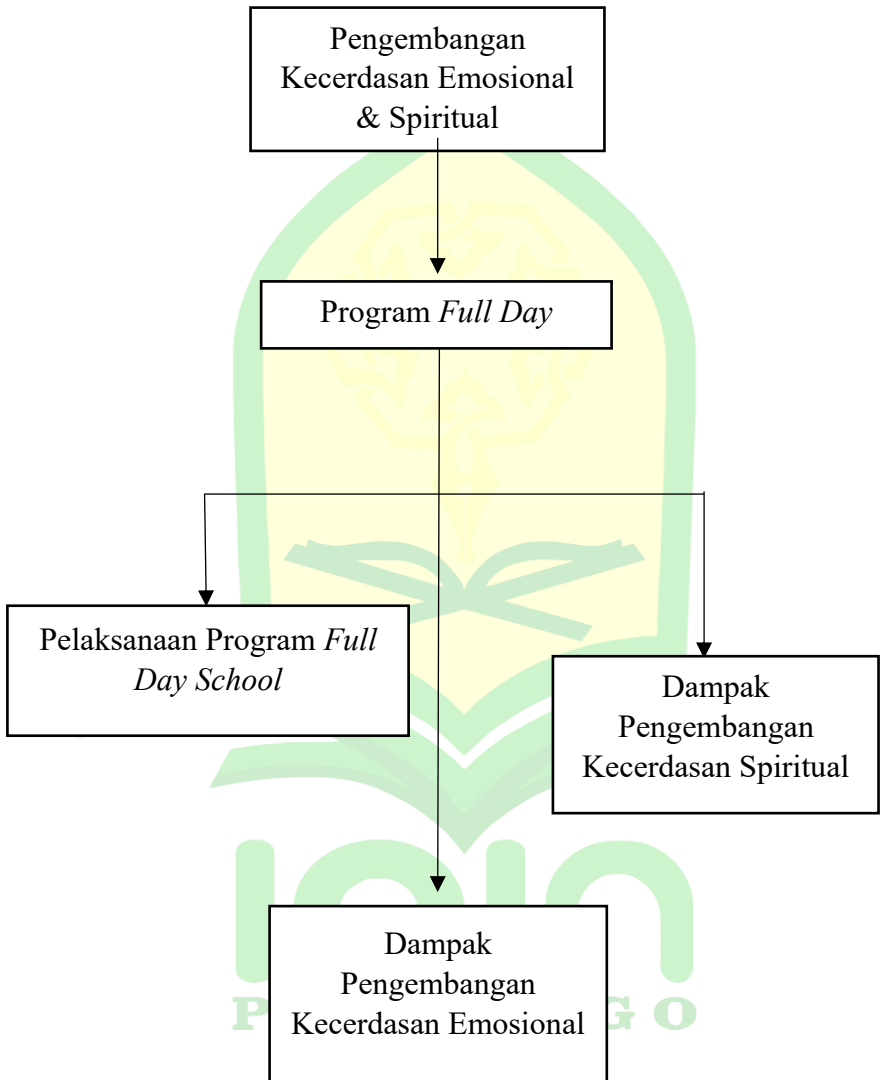 Pengembangan
Kecerdasan Emosional
& Spiritual
Program Full Day
Pelaksanaan Program Full
Day School
Dampak
Pengembangan
Kecerdasan Spiritual
Dampak
Pengembangan
Kecerdasan Emosional